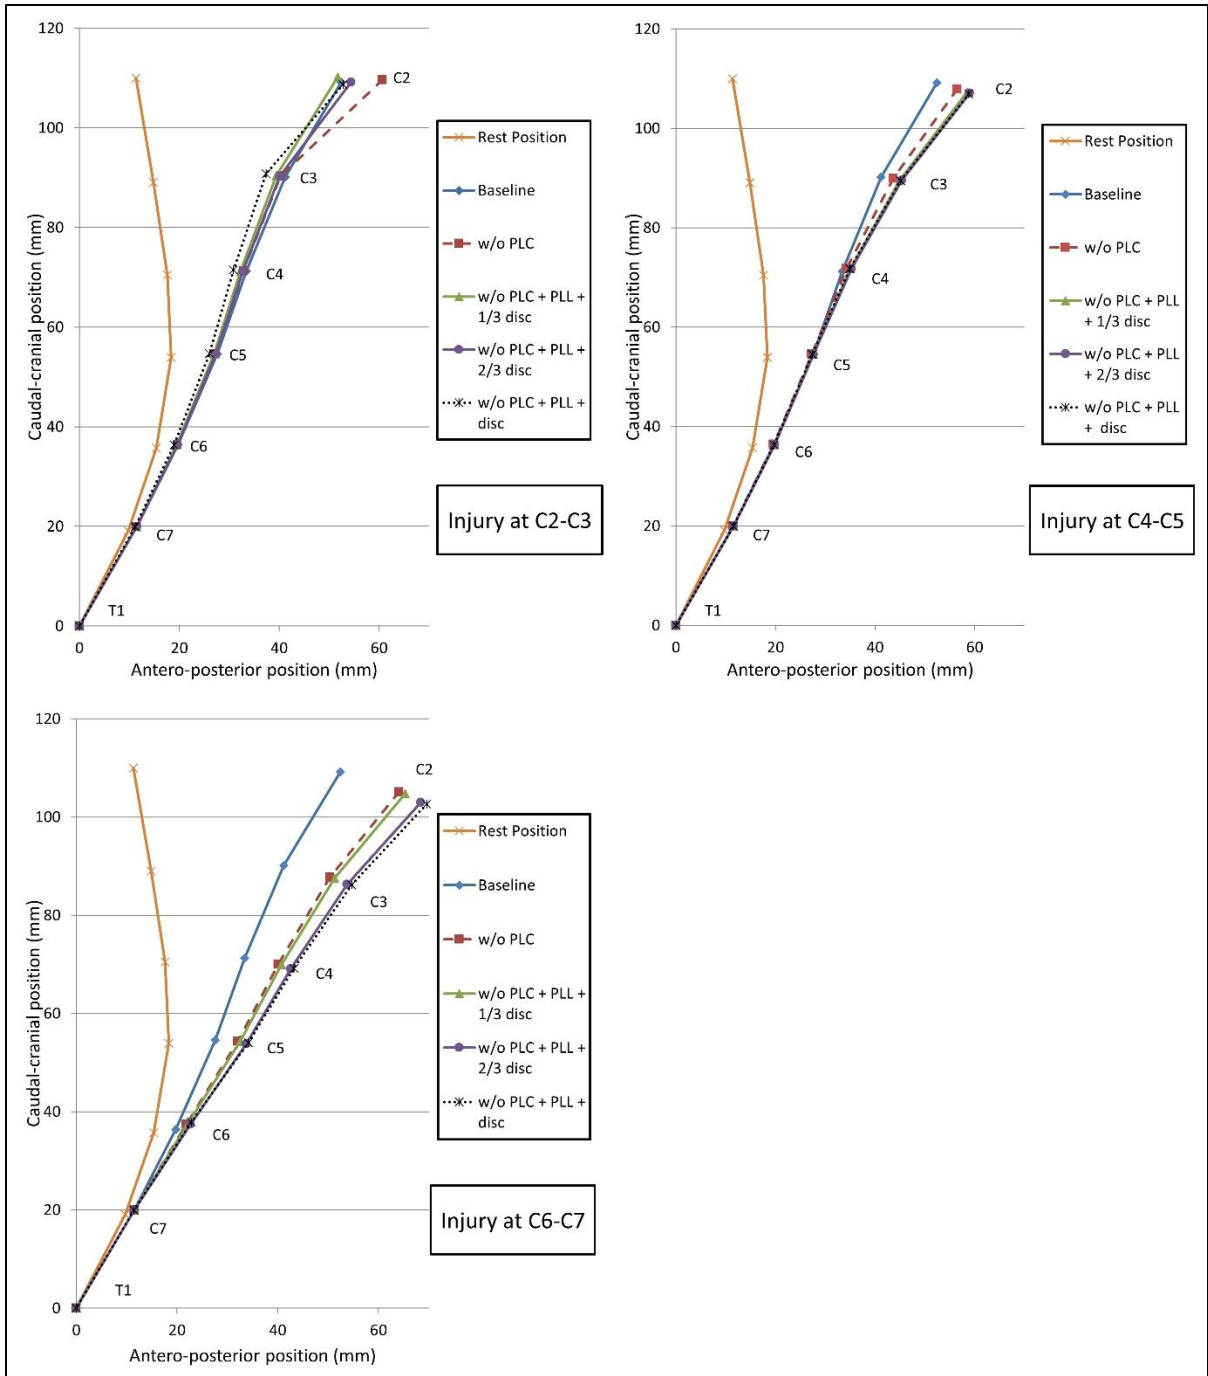 120
100
80
60
40
20
0
Caudal-cranial position (mm)
C2
C3
C4
C5
C6
C7
T1
0 20 40 60
Antero-posterior position (mm)
Rest Position
Baseline
w/o PLC
w/o PLC + PLL +
1/3 disc
w/o PLC + PLL +
2/3 disc
w/o PLC + PLL +
disc
Injury at C2-C3
120
100
80
60
40
20
0
Caudal-cranial position (mm)
C2
C3
C4
C5
C6
C7
T1
0 20 40 60
Antero-posterior position (mm)
Rest Position
Baseline
w/o PLC
w/o PLC + PLL
+ 1/3 disc
w/o PLC + PLL
+ 2/3 disc
w/o PLC + PLL
+ disc
Injury at C4-C5
120
100
80
60
40
20
0
Caudal-cranial position (mm)
C2
C3
C4
C5
C6
C7
T1
0 20 40 60
Antero-posterior position (mm)
Rest Position
Baseline
w/o PLC
w/o PLC + PLL +
1/3 disc
w/o PLC + PLL +
2/3 disc
w/o PLC + PLL +
disc
Injury at C6-C7